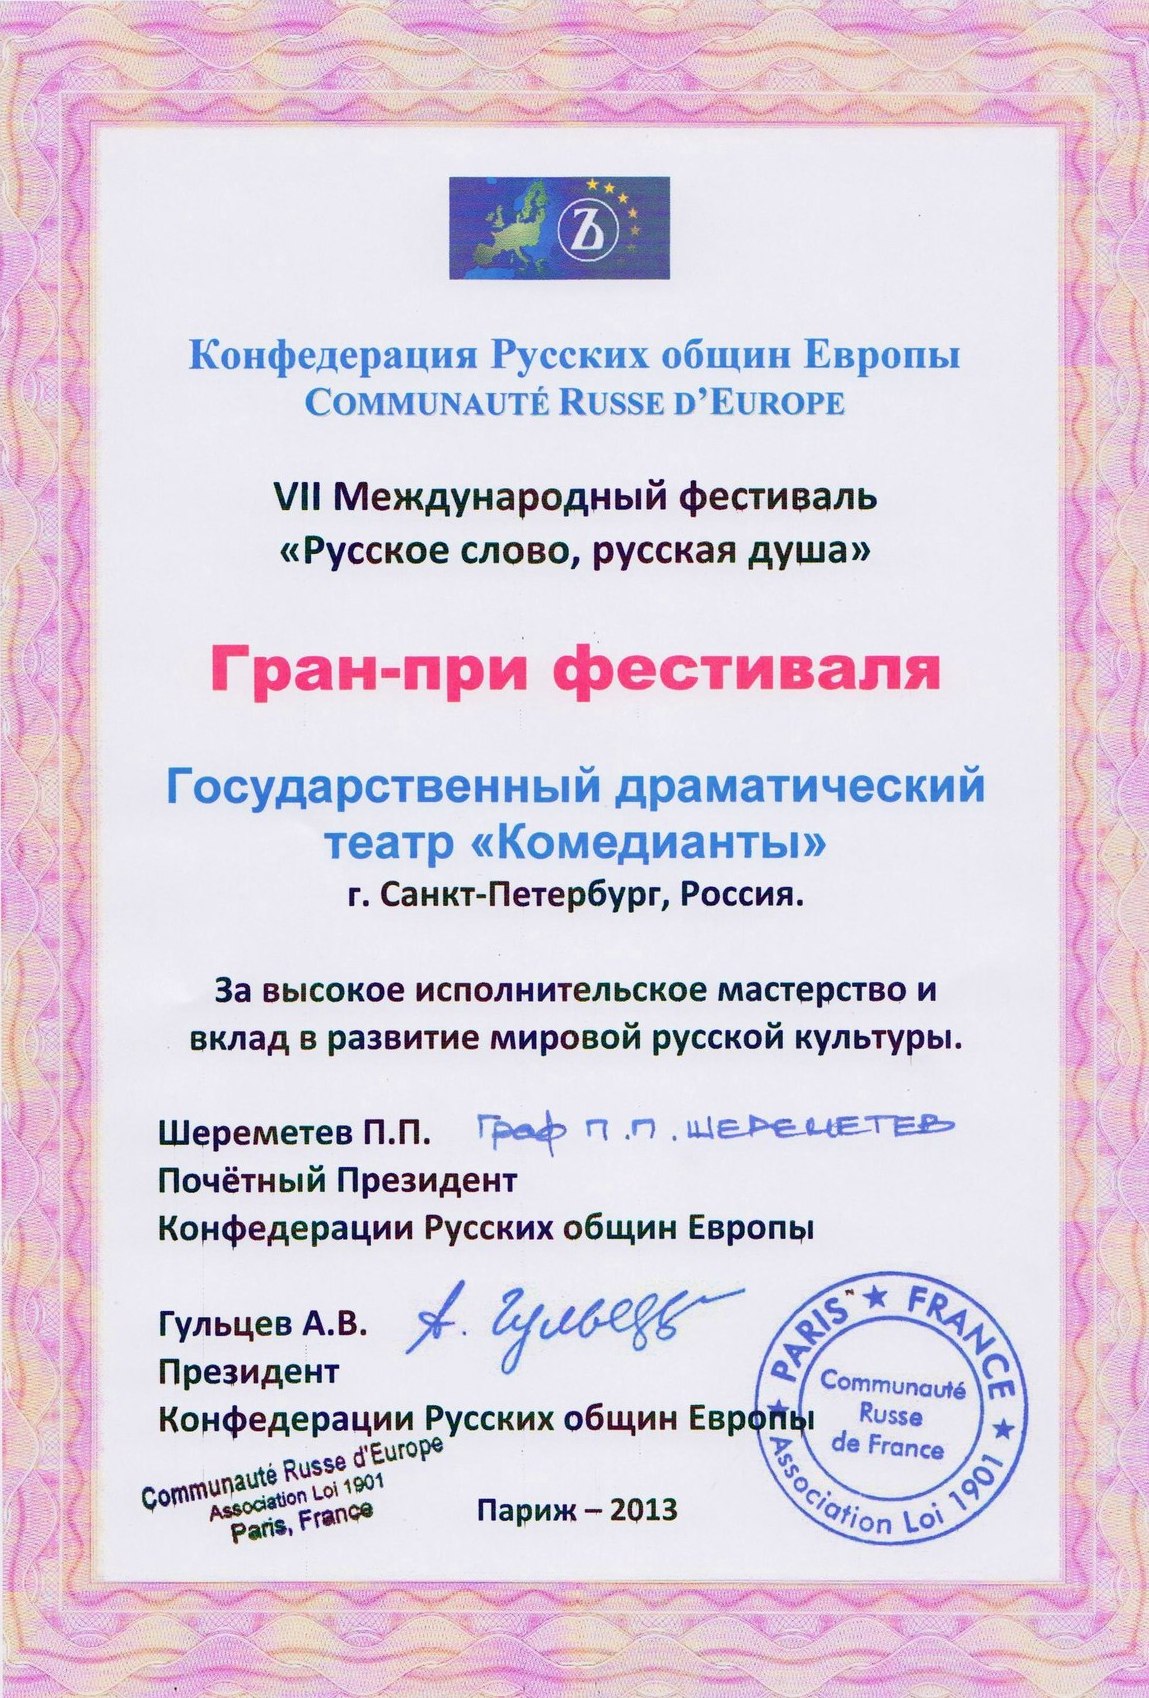 Ѣ
Конфедерация Русских общин Европы
COMMUNAUTÉ RUSSE D’EUROPE
VII Международный фестиваль
«Русское слово, русская душа»
Гран-при фестиваля
Государственный драматический
театр «Комедианты»
г. Санкт-Петербург, Россия.
За высокое исполнительское мастерство и
вклад в развитие мировой русской культуры.
Шереметев П.П. Граф П.П. ШЕРЕМЕТЕВ
Почётный Президент
Конфедерации Русских общин Европы
Гульцев А.В. А. Гульцев
Президент
Конфедерации Русских общин Европы
Communauté Russe d'Europe
Association Loi 1901
Paris, France
Париж – 2013
PARIS ★ FRANCE ★ Association Loi 1901 ★
Communauté
Russe
de France